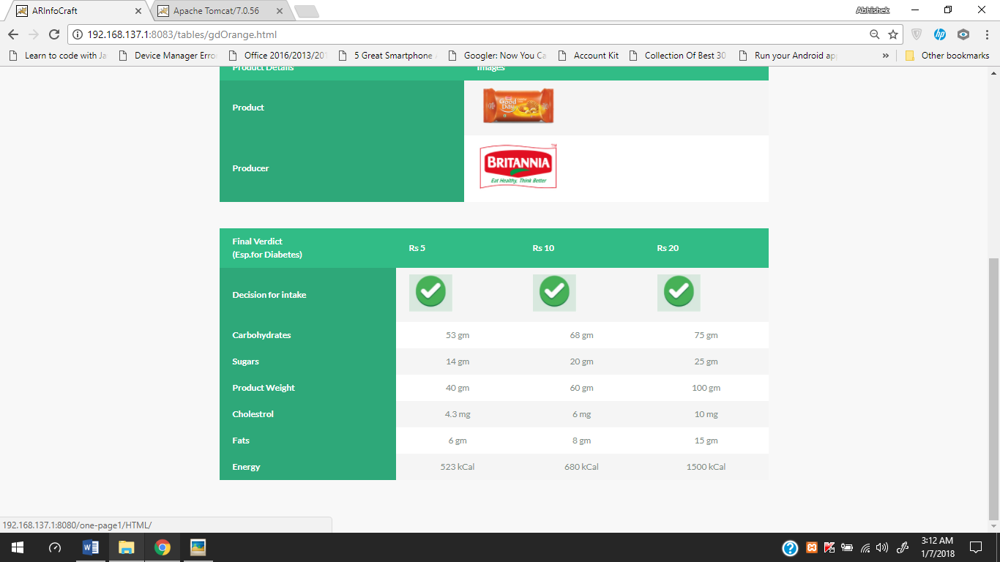 ARInfoCraft
Apache Tomcat/7.0.56
Abhishek
192.168.137.1:8083/tables/gdOrange.html
Learn to code with Ja
Device Manager Erro
Office 2016/2013/201
5 Great Smartphone
Googler: Now You Ca
Account Kit
Collection Of Best 30
Run your Android ap
»
Other bookmarks
Product Details Images
Product
Good Day
Producer
BRITANNIA
TM
Eat Healthy, Think Better
Final Verdict
(Esp.for Diabetes)
Rs 5 Rs 10 Rs 20
Decision for intake
Carbohydrates 53 gm 68 gm 75 gm
Sugars 14 gm 20 gm 25 gm
Product Weight 40 gm 60 gm 100 gm
Cholestrol 4.3 mg 6 mg 10 mg
Fats 6 gm 8 gm 15 gm
Energy 523 kCal 680 kCal 1500 kCal
192.168.137.1:8080/one-page1/HTML/
3:12 AM
1/7/2018